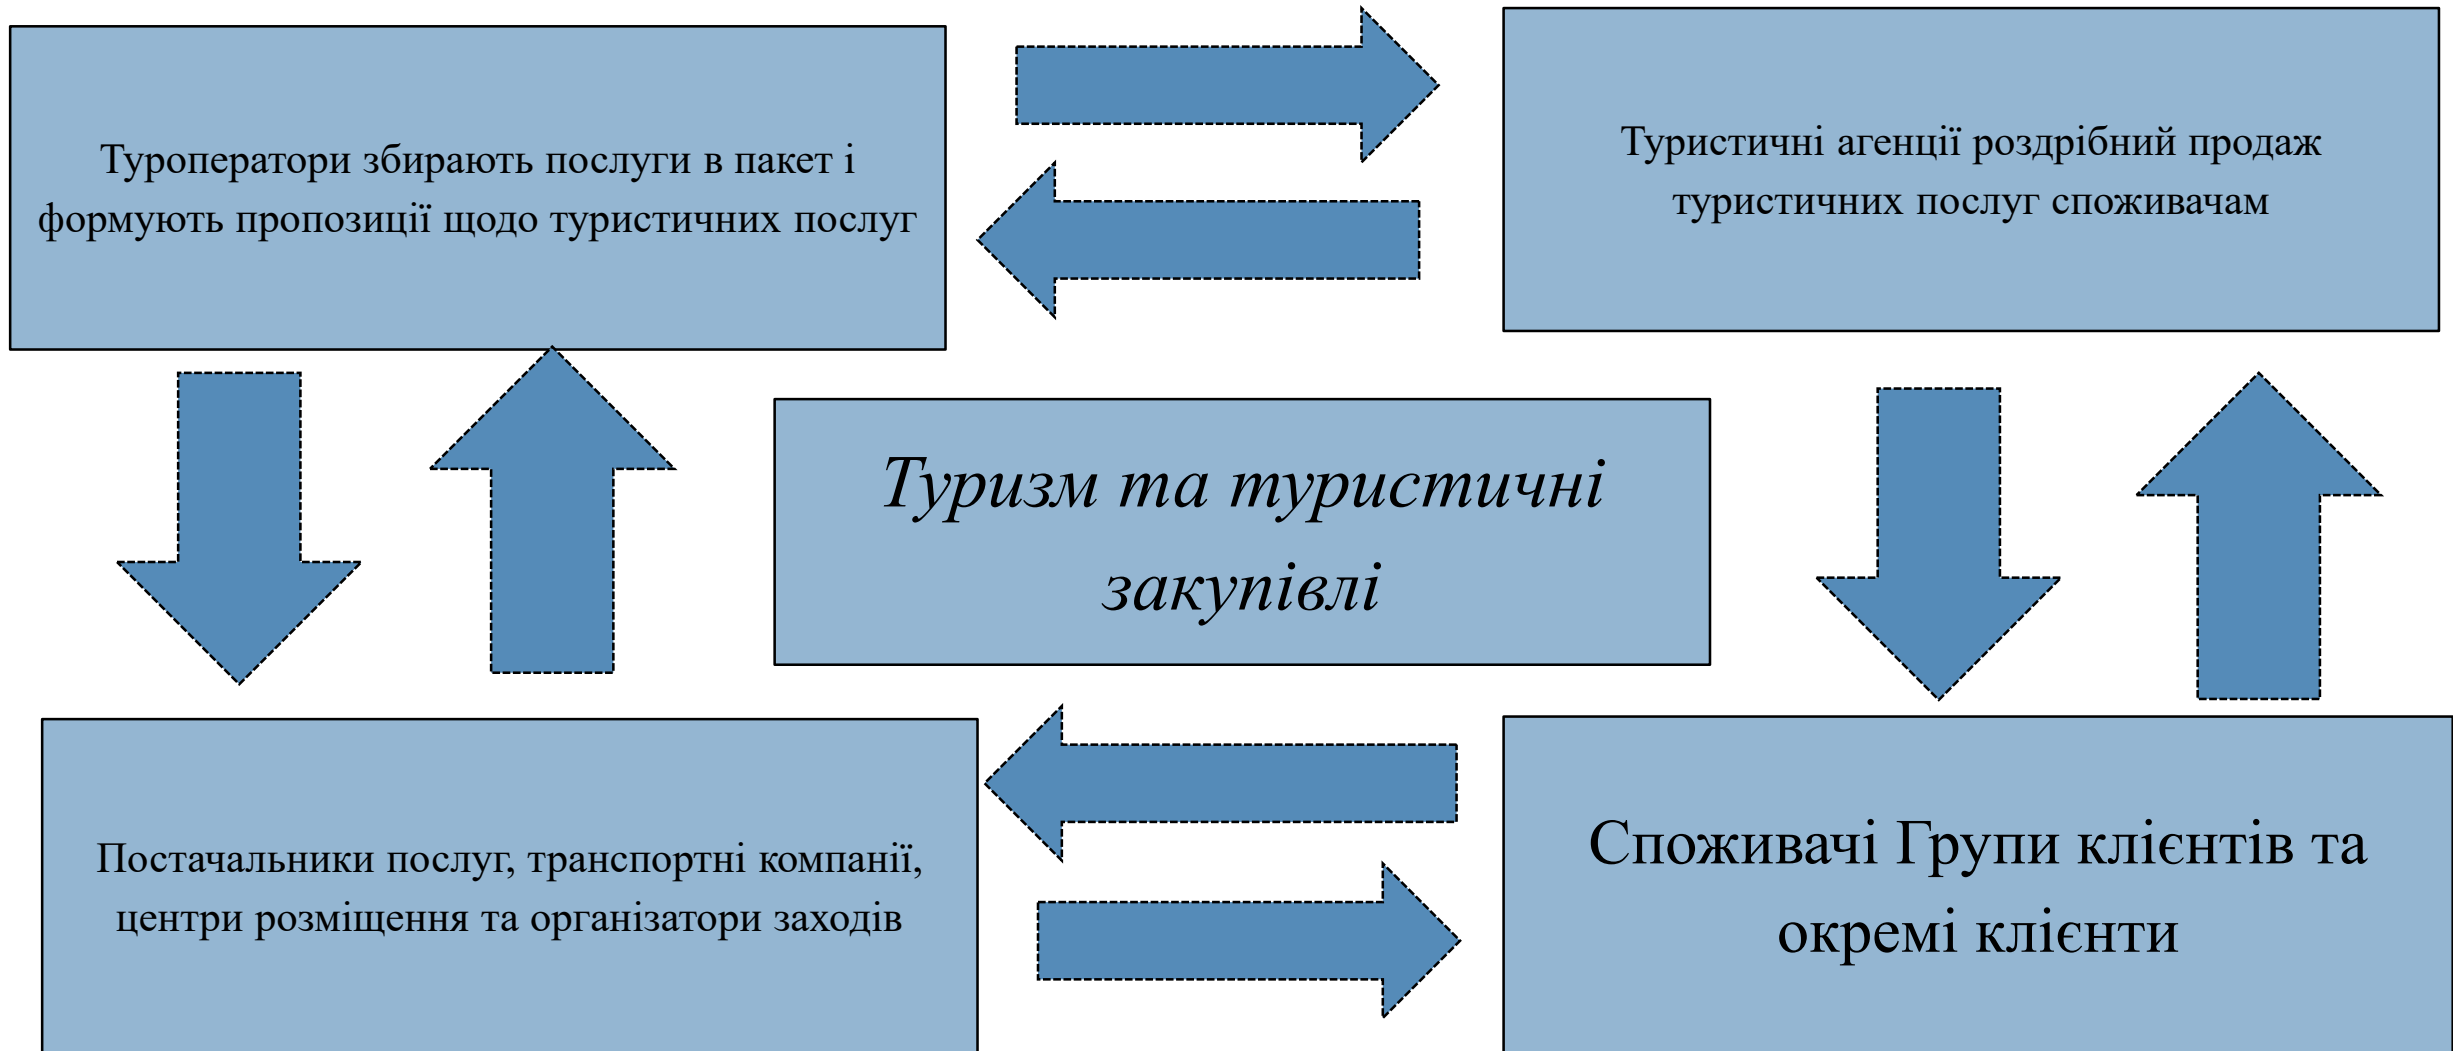 Туроператори збирають послуги в пакет і
формують пропозиції щодо туристичних послуг
Туристичні агенції роздрібний продаж
туристичних послуг споживачам
Туризм та туристичні
закупівлі
Постачальники послуг, транспортні компанії,
центри розміщення та організатори заходів
Споживачі Групи клієнтів та
окремі клієнти